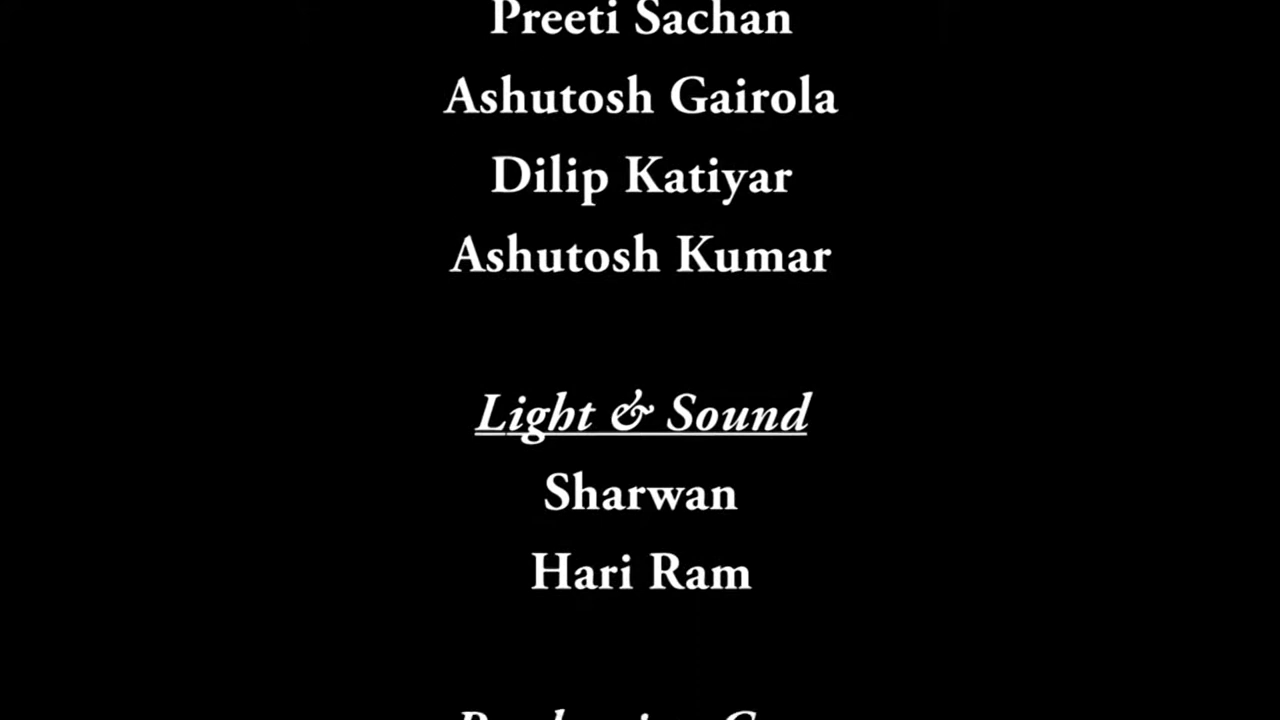 Preeti Sachan
Ashutosh Gairola
Dilip Katiyar
Ashutosh Kumar
Light & Sound
Sharwan
Hari Ram